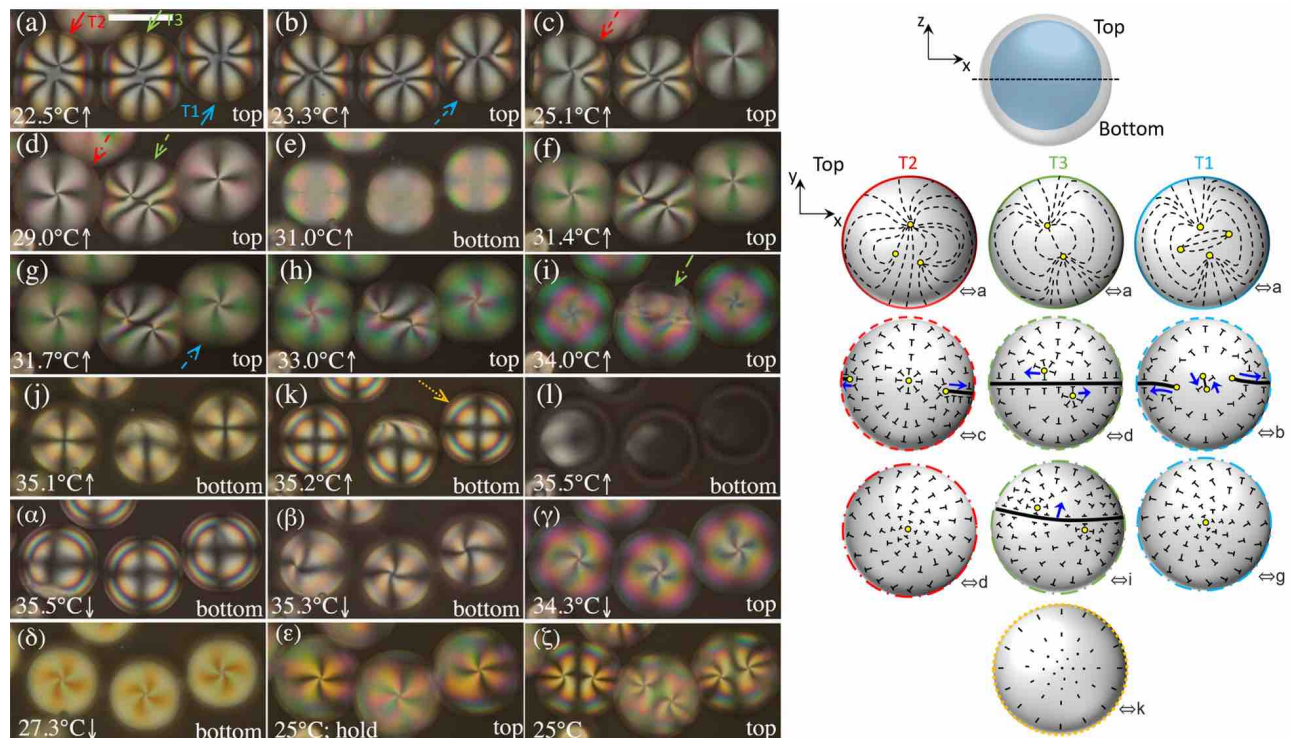 (a) T2 T3 T1 22.5°C↑ top
(b) 23.3°C↑ top
(c) 25.1°C↑ top
(d) 29.0°C↑ top
(e) 31.0°C↑ bottom
(f) 31.4°C↑ top
(g) 31.7°C↑ top
(h) 33.0°C↑ top
(i) 34.0°C↑ top
(j) 35.1°C↑ bottom
(k) 35.2°C↑ bottom
(l) 35.5°C↑
(α) 35.5°C↓ bottom
(β) 35.3°C↓ bottom
(γ) 34.3°C↓ top
(δ) 27.3°C↓ bottom
(ε) 25°C; hold top
(ζ) 25°C top
z
x
Top
Bottom
Top
y
x
T2 T3 T1
⇔a ⇔a ⇔a
⇔c ⇔d ⇔b
⇔d ⇔i ⇔g
⇔k